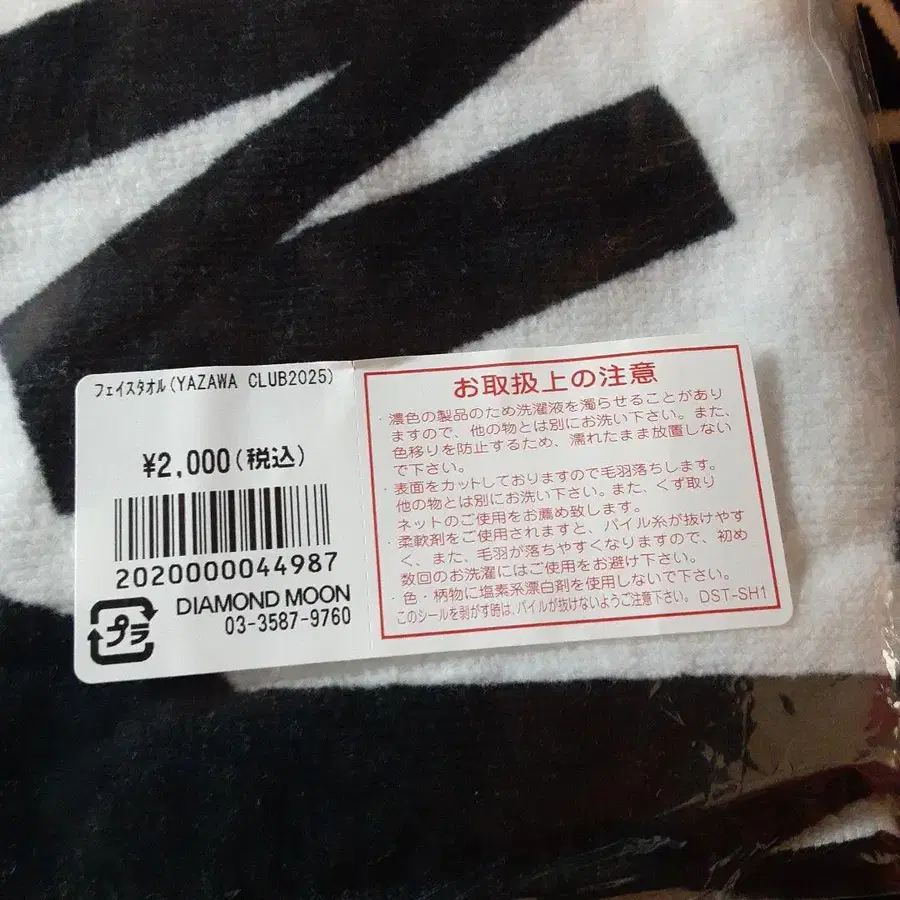 フェイスタオル(YAZAWA CLUB2025)
¥2,000(税込)
2020000044987
プラ
DIAMOND MOON
03-3587-9760
お取扱上の注意
・濃色の製品のため洗濯液を濁らせることがあり
ますので、他の物とは別にお洗い下さい。また、
色移りを防止するため、濡れたまま放置しない
で下さい。
・表面をカットしておりますので毛羽落ちします。
他の物とは別にお洗い下さい。また、くず取り
ネットのご使用をお薦め致します。
・柔軟剤をご使用されますと、パイル糸が抜けやす
く、また、毛羽が落ちやすくなりますので、初め
数回のお洗濯にはご使用をお避け下さい。
・色・柄物に塩素系漂白剤を使用しないで下さい。
このシールを剥がす時は、パイルが抜けないようご注意下さい。 DST-SH1